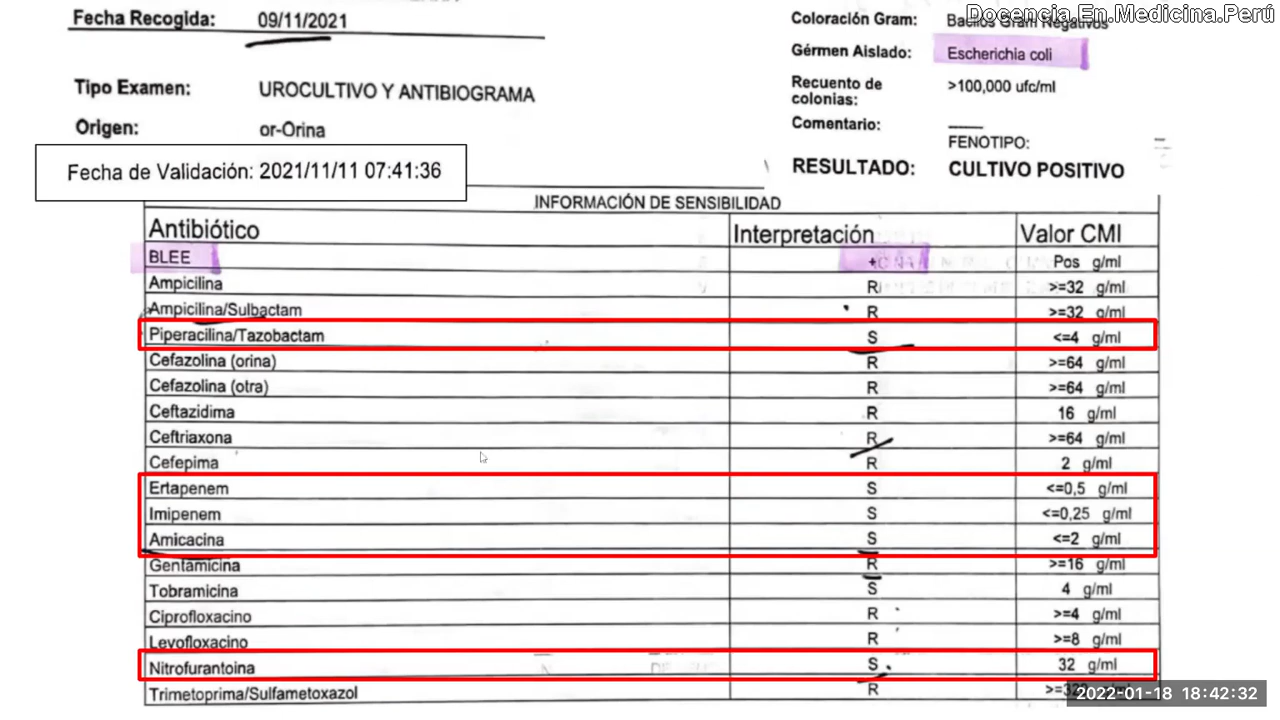 Docencia.En.Medicina.Perú
Fecha Recogida: 09/11/2021
Coloración Gram: Bacilos Gram Negativos
Gérmen Aislado: Escherichia coli
Tipo Examen: UROCULTIVO Y ANTIBIOGRAMA
Recuento de colonias: >100,000 ufc/ml
Origen: or-Orina
Comentario:
FENOTIPO:
Fecha de Validación: 2021/11/11 07:41:36
RESULTADO: CULTIVO POSITIVO
INFORMACIÓN DE SENSIBILIDAD
Antibiótico Interpretación Valor CMI
BLEE + Pos g/ml
Ampicilina R >=32 g/ml
Ampicilina/Sulbactam R >=32 g/ml
Piperacilina/Tazobactam S <=4 g/ml
Cefazolina (orina) R >=64 g/ml
Cefazolina (otra) R >=64 g/ml
Ceftazidima R 16 g/ml
Ceftriaxona R >=64 g/ml
Cefepima R 2 g/ml
Ertapenem S <=0,5 g/ml
Imipenem S <=0,25 g/ml
Amicacina S <=2 g/ml
Gentamicina R >=16 g/ml
Tobramicina S 4 g/ml
Ciprofloxacino R >=4 g/ml
Levofloxacino R >=8 g/ml
Nitrofurantoina S 32 g/ml
Trimetoprima/Sulfametoxazol R
2022-01-18 18:42:32